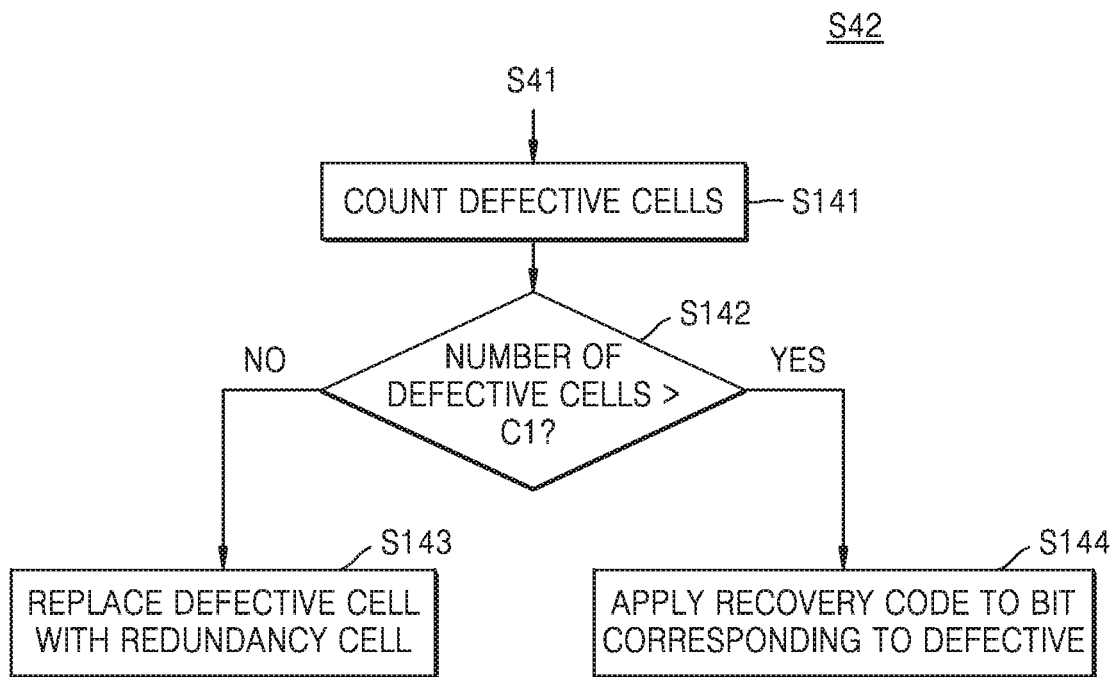 S42
S41
COUNT DEFECTIVE CELLS
S141
S142
NO
NUMBER OF
DEFECTIVE CELLS >
C1?
YES
S143
REPLACE DEFECTIVE CELL
WITH REDUNDANCY CELL
S144
APPLY RECOVERY CODE TO BIT
CORRESPONDING TO DEFECTIVE